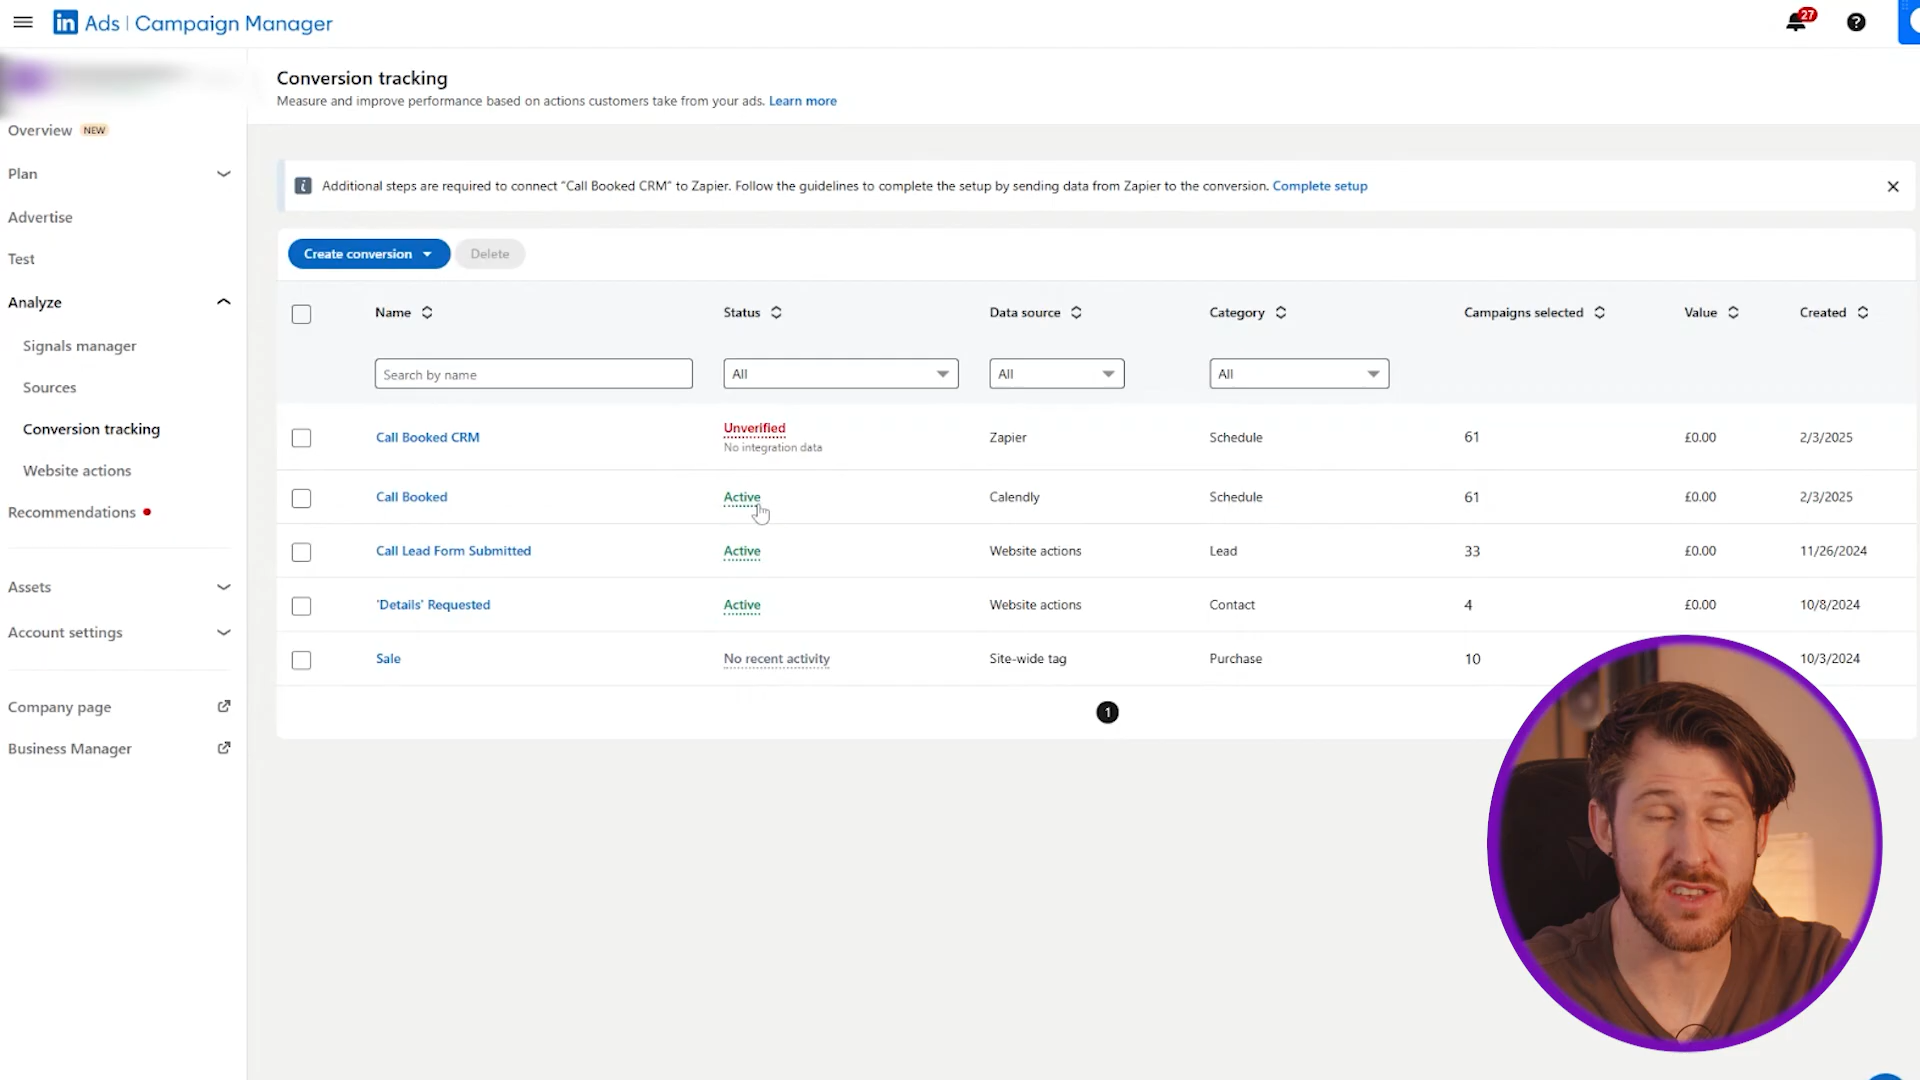 in Ads | Campaign Manager
27
Conversion tracking
Measure and improve performance based on actions customers take from your ads. Learn more
Overview NEW
Plan
Advertise
Test
Analyze
Signals manager
Sources
Conversion tracking
Website actions
Recommendations
Assets
Account settings
Company page
Business Manager
Additional steps are required to connect “Call Booked CRM” to Zapier. Follow the guidelines to complete the setup by sending data from Zapier to the conversion. Complete setup
Create conversion Delete
Name Status Data source Category Campaigns selected Value Created
Search by name All All All
Call Booked CRM Unverified Zapier Schedule 61 £0.00 2/3/2025
No integration data
Call Booked Active Calendly Schedule 61 £0.00 2/3/2025
Call Lead Form Submitted Active Website actions Lead 33 £0.00 11/26/2024
'Details' Requested Active Website actions Contact 4 £0.00 10/8/2024
Sale No recent activity Site-wide tag Purchase 10 10/3/2024
1